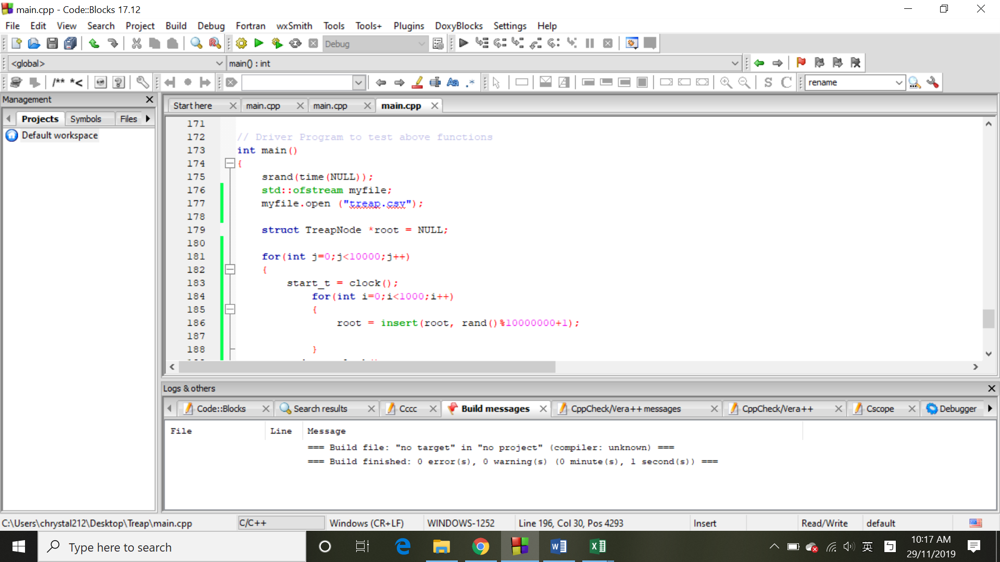 main.cpp - Code::Blocks 17.12
File Edit View Search Project Build Debug Fortran wxSmith Tools Tools+ Plugins DoxyBlocks Settings Help
Debug
<global> main() : int
/** *< Aa .* S C rename
Management
Projects Symbols Files
Default workspace
Start here main.cpp main.cpp main.cpp
171
172 // Driver Program to test above functions
173 int main()
174 {
175 srand(time(NULL));
176 std::ofstream myfile;
177 myfile.open ("treap.csv");
178
179 struct TreapNode *root = NULL;
180
181 for(int j=0;j<10000;j++)
182 {
183 start_t = clock();
184 for(int i=0;i<1000;i++)
185 {
186 root = insert(root, rand()%10000000+1);
187
188 }
Logs & others
Code::Blocks Search results Cccc Build messages CppCheck/Vera++ messages CppCheck/Vera++ Cscope Debugger
File Line Message
=== Build file: "no target" in "no project" (compiler: unknown) ===
=== Build finished: 0 error(s), 0 warning(s) (0 minute(s), 1 second(s)) ===
C:\Users\chrystal212\Desktop\Treap\main.cpp C/C++ Windows (CR+LF) WINDOWS-1252 Line 196, Col 30, Pos 4293 Insert Read/Write default
Type here to search
英
10:17 AM
29/11/2019